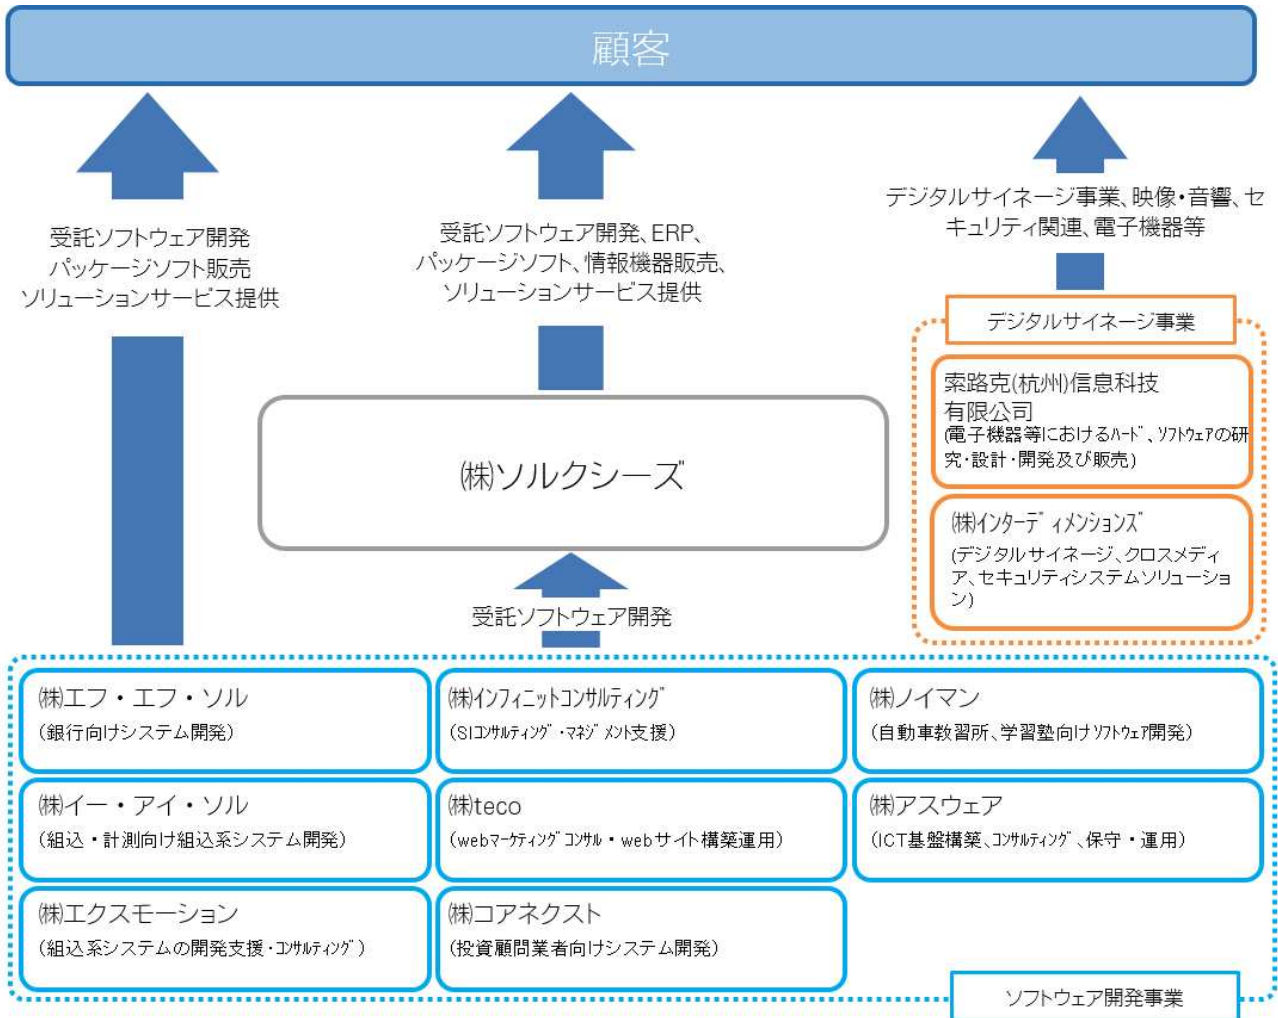 顧客
受託ソフトウェア開発
パッケージソフト販売
ソリューションサービス提供
受託ソフトウェア開発、ERP、
パッケージソフト、情報機器販売、
ソリューションサービス提供
デジタルサイネージ事業、映像・音響、セ
キュリティ関連、電子機器等
デジタルサイネージ事業
索路克(杭州)信息科技
有限公司
(電子機器等におけるﾊｰﾄﾞ、ｿﾌﾄｳｪｱの研
究・設計・開発及び販売)
㈱ｲﾝﾀｰﾃﾞｨﾒﾝｼｮﾝｽﾞ
(デジタルサイネージ、クロスメディ
ア、セキュリティシステムソリューショ
ン)
㈱ソルクシーズ
受託ソフトウェア開発
㈱エフ・エフ・ソル
(銀行向けシステム開発)
㈱ｲﾝﾌｨﾆｯﾄｺﾝｻﾙﾃｨﾝｸﾞ
(SIｺﾝｻﾙﾃｨﾝｸﾞ・ﾏﾈｼﾞﾒﾝﾄ支援)
㈱ノイマン
(自動車教習所、学習塾向けｿﾌﾄｳｪｱ開発)
㈱イー・アイ・ソル
(組込・計測向け組込系システム開発)
㈱teco
(webﾏｰｹﾃｨﾝｸﾞｺﾝｻﾙ・webサイト構築運用)
㈱アスウェア
(ICT基盤構築、ｺﾝｻﾙﾃｨﾝｸﾞ、保守・運用)
㈱エクスモーション
(組込系システムの開発支援・ｺﾝｻﾙﾃｨﾝｸﾞ)
㈱コアネクスト
(投資顧問業者向けシステム開発)
ソフトウェア開発事業